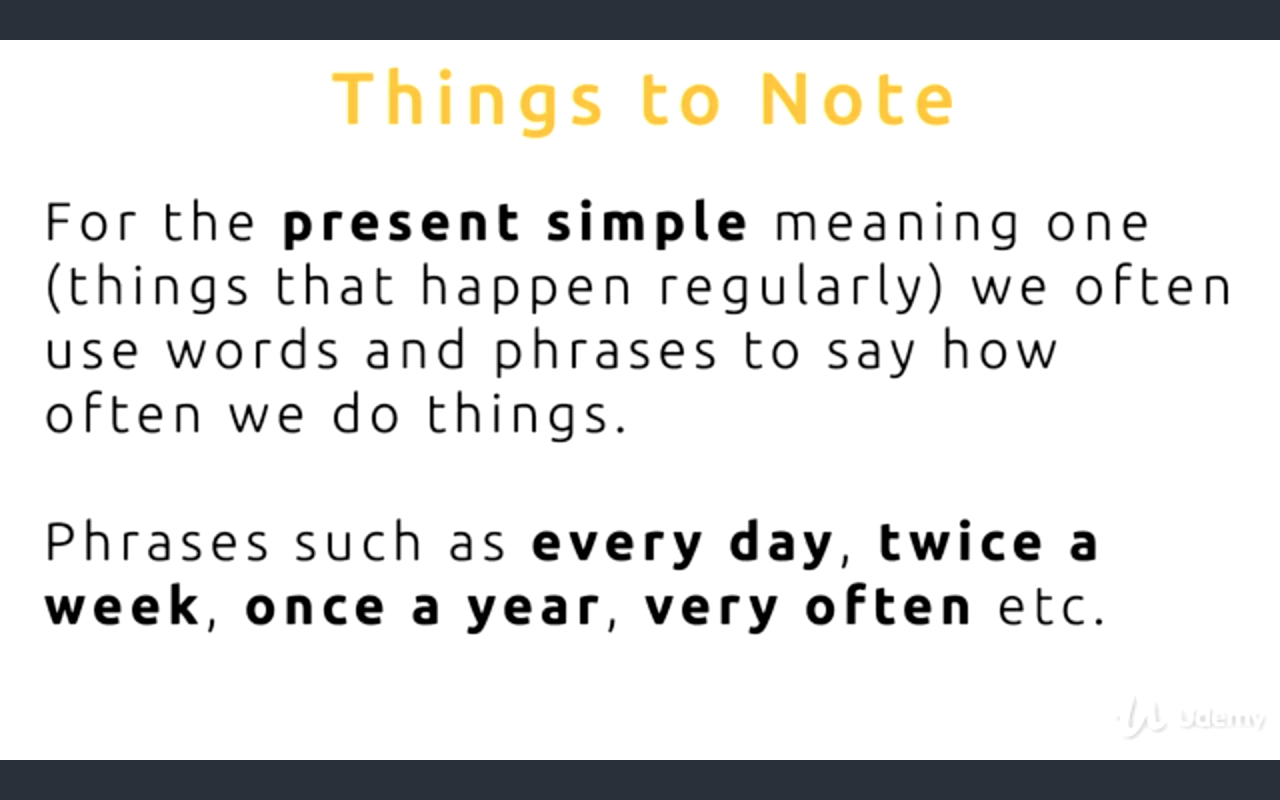 Things to Note
For the present simple meaning one
(things that happen regularly) we often
use words and phrases to say how
often we do things.
Phrases such as every day, twice a
week, once a year, very often etc.
Udemy